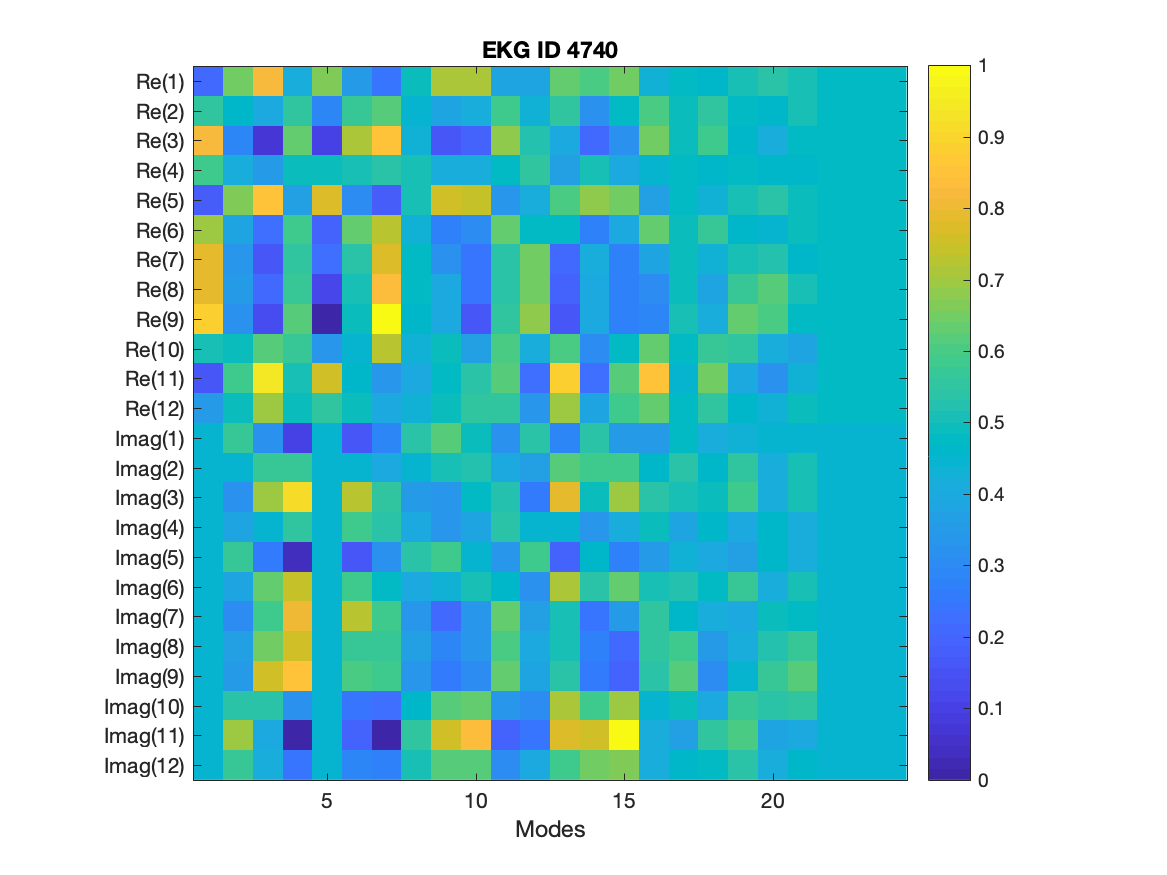 EKG ID 4740
Re(1)
Re(2)
Re(3)
Re(4)
Re(5)
Re(6)
Re(7)
Re(8)
Re(9)
Re(10)
Re(11)
Re(12)
Imag(1)
Imag(2)
Imag(3)
Imag(4)
Imag(5)
Imag(6)
Imag(7)
Imag(8)
Imag(9)
Imag(10)
Imag(11)
Imag(12)
5 10 15 20
Modes
1
0.9
0.8
0.7
0.6
0.5
0.4
0.3
0.2
0.1
0